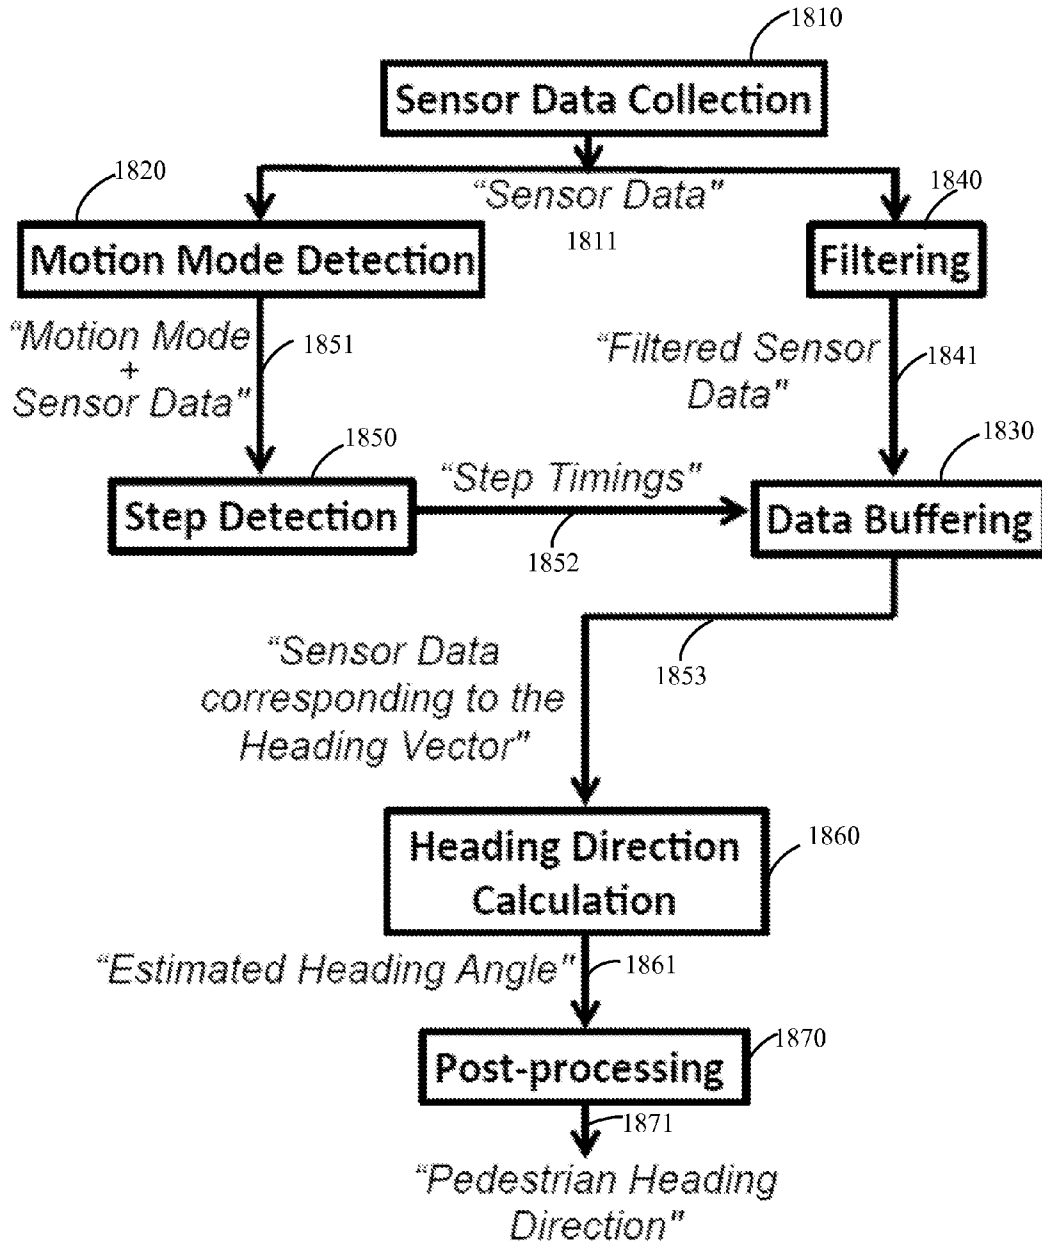 1810
Sensor Data Collection
1820
“Sensor Data"
1840
1811
Motion Mode Detection
Filtering
“Motion Mode
+
Sensor Data"
1851
“Filtered Sensor
Data"
1841
1850
1830
“Step Timings"
Step Detection
Data Buffering
1852
“Sensor Data
corresponding to the
Heading Vector"
1853
Heading Direction
Calculation
1860
“Estimated Heading Angle"
1861
1870
Post-processing
1871
“Pedestrian Heading
Direction"